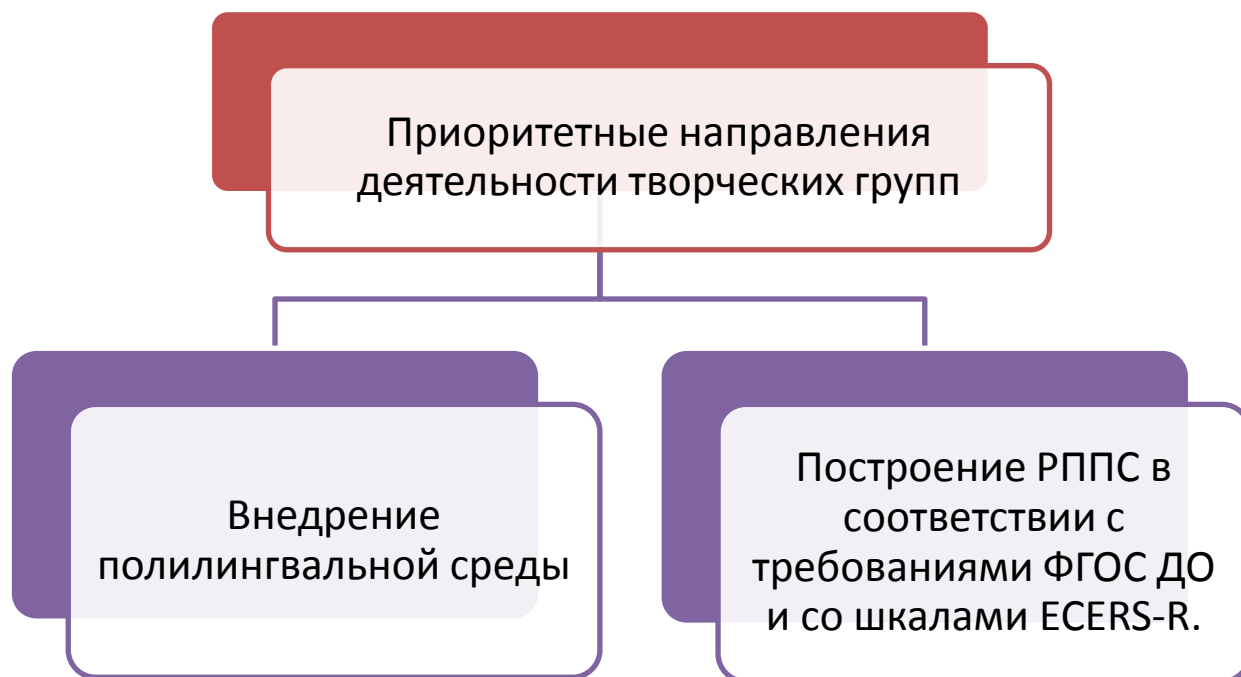 Приоритетные направления
деятельности творческих групп
Внедрение
полилингвальной среды
Построение РППС в
соответствии с
требованиями ФГОС ДО
и со шкалами ECERS-R.